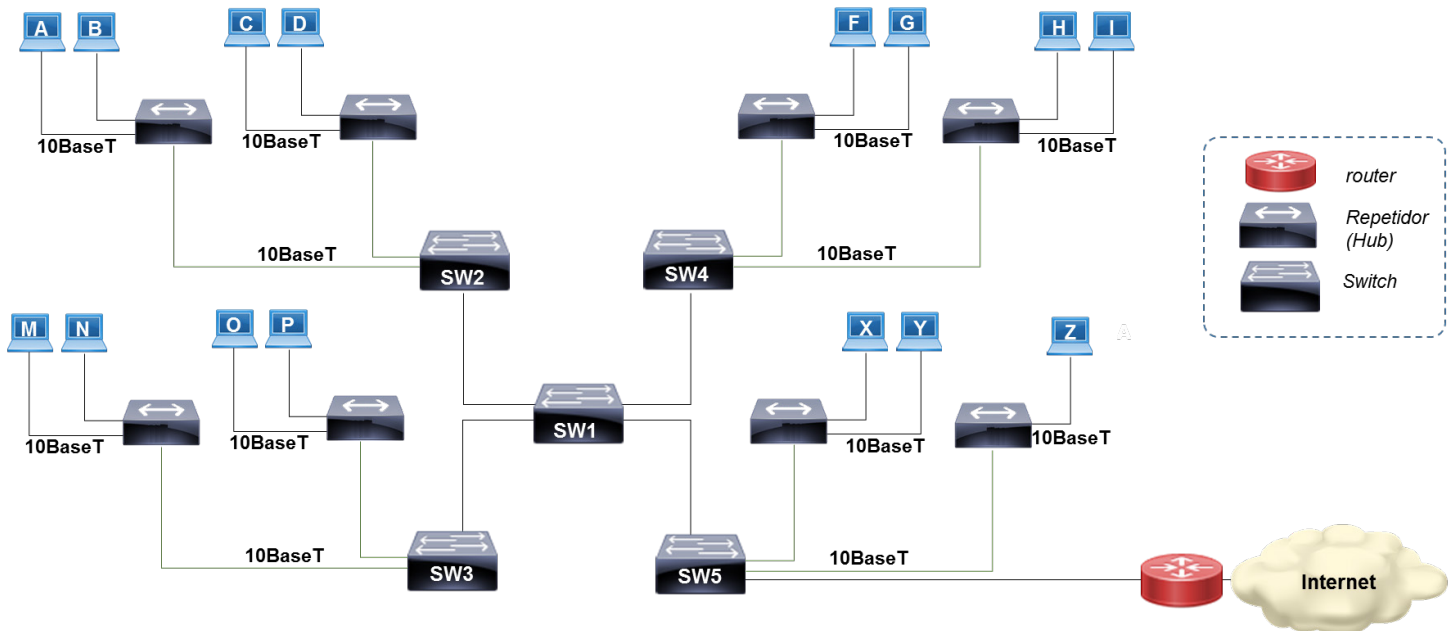 A B C D F G H I
10BaseT 10BaseT 10BaseT 10BaseT
router
Repetidor
(Hub)
Switch
10BaseT 10BaseT
SW2 SW4
M N O P X Y Z A
SW1
10BaseT 10BaseT 10BaseT 10BaseT
10BaseT 10BaseT
SW3 SW5
Internet